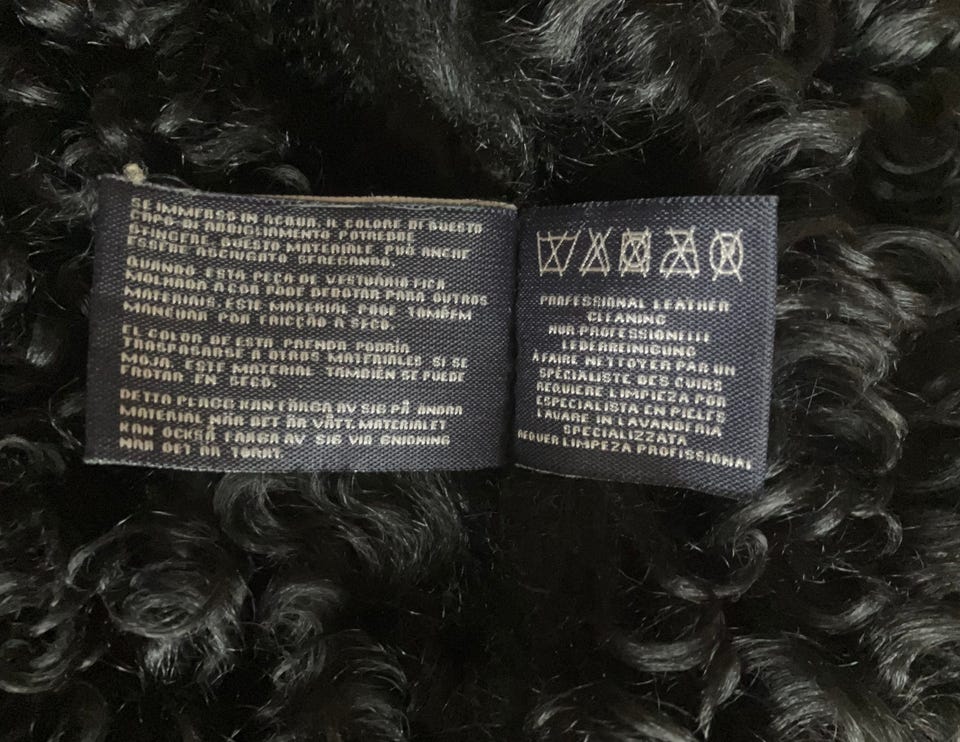 SE IMMERSO IN ACQUA, IL COLORE DI QUESTO
CAPO DI ABBIGLIAMENTO POTREBBE
STINGERE. QUESTO MATERIALE PUÒ ANCHE
ESSERE ASCIUGATO SFREGANDO.
QUANDO ESTA PEÇA DE VESTUÁRIO FICA
MOLHADA A COR PODE DEBOTAR PARA OUTROS
MATERIAIS. ESTE MATERIAL PODE TAMBÉM
MANCHAR POR FRICÇÃO A SECO.
EL COLOR DE ESTA PRENDA PODRÍA
TRASPASARSE A OTROS MATERIALES SI SE
MOJA. ESTE MATERIAL TAMBIÉN SE PUEDE
FROTAR EN SECO.
DETTA PLAGG KAN FÄRGA AV SIG PÅ ANDRA
MATERIAL NÄR DET ÄR VÅTT. MATERIALET
KAN OCKSÅ FÄRGA AV SIG VIA GNIDNING
NÄR DET ÄR TORRT.
PROFESSIONAL LEATHER
CLEANING
NUR PROFESSIONELLE
LEDERREINIGUNG
À FAIRE NETTOYER PAR UN
SPÉCIALISTE DES CUIRS
REQUIERE LIMPIEZA POR
ESPECIALISTA EN PIELES
LAVARE IN LAVANDERIA
SPECIALIZZATA
REQUER LIMPEZA PROFISSIONAL